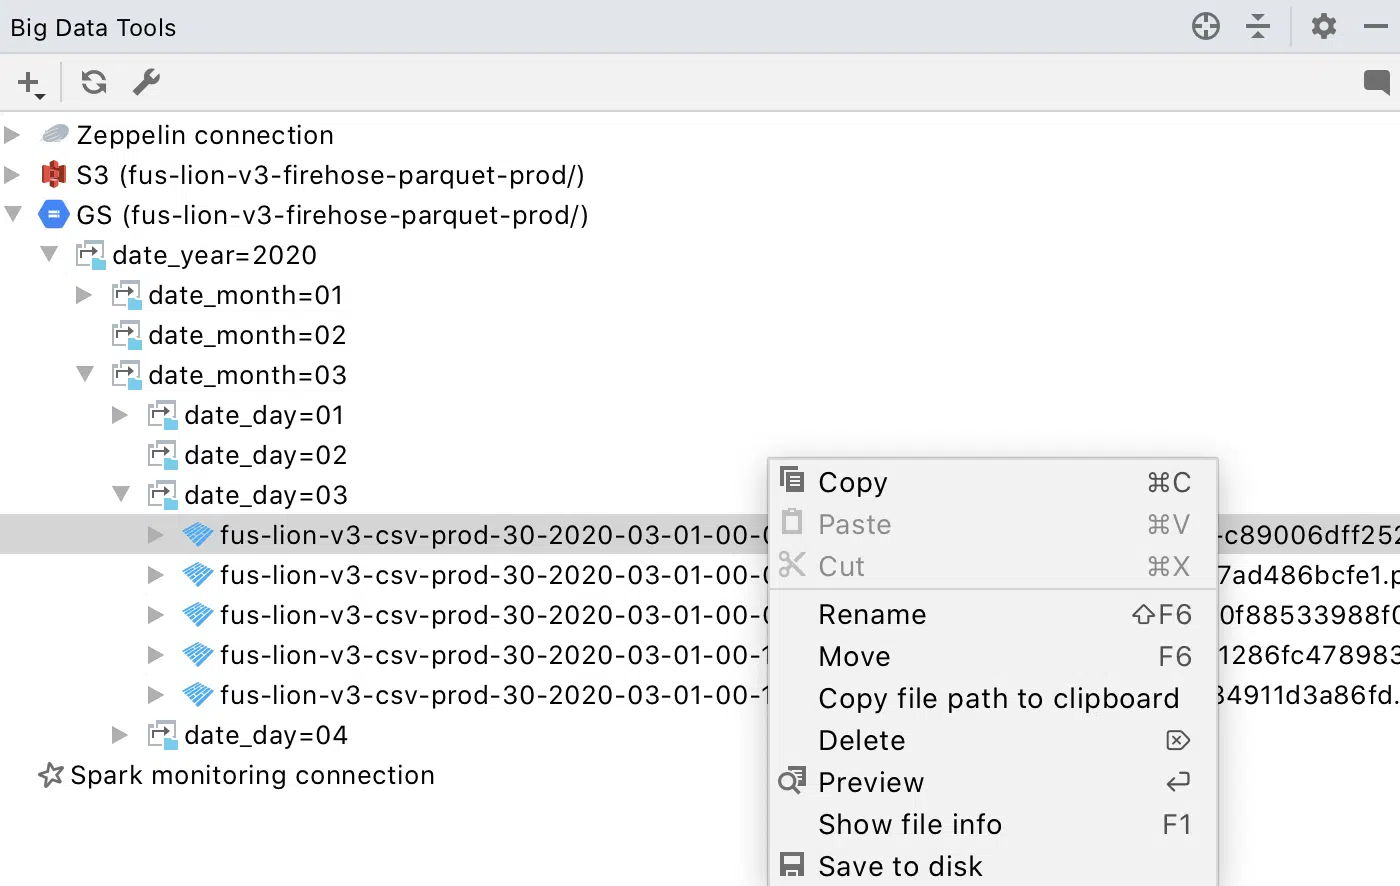 Big Data Tools
Zeppelin connection
S3 (fus-lion-v3-firehose-parquet-prod/)
GS (fus-lion-v3-firehose-parquet-prod/)
date_year=2020
date_month=01
date_month=02
date_month=03
date_day=01
date_day=02
date_day=03
fus-lion-v3-csv-prod-30-2020-03-01-00-0 -c89006dff252
fus-lion-v3-csv-prod-30-2020-03-01-00-0 7ad486bcfe1.p
fus-lion-v3-csv-prod-30-2020-03-01-00-0 0f88533988f0
fus-lion-v3-csv-prod-30-2020-03-01-00-1 1286fc478983
fus-lion-v3-csv-prod-30-2020-03-01-00-1 34911d3a86fd.
date_day=04
Spark monitoring connection
Copy ⌘C
Paste ⌘V
Cut ⌘X
Rename ⇧F6
Move F6
Copy file path to clipboard
Delete ⌦
Preview ↩
Show file info F1
Save to disk